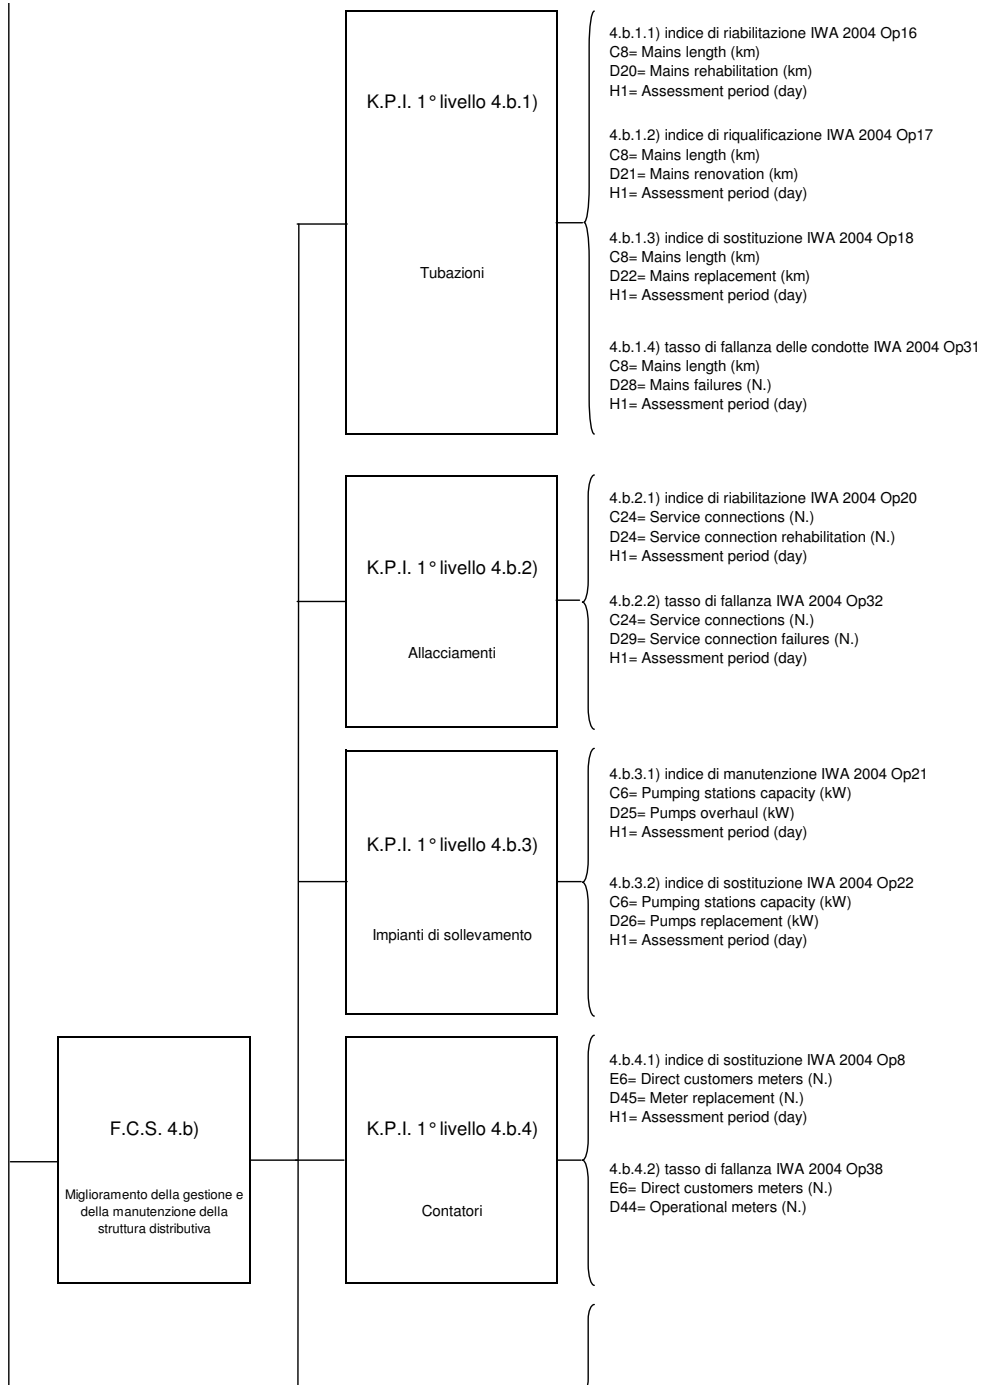 K.P.I. 1° livello 4.b.1)
Tubazioni
4.b.1.1) indice di riabilitazione IWA 2004 Op16
C8= Mains length (km)
D20= Mains rehabilitation (km)
H1= Assessment period (day)
4.b.1.2) indice di riqualificazione IWA 2004 Op17
C8= Mains length (km)
D21= Mains renovation (km)
H1= Assessment period (day)
4.b.1.3) indice di sostituzione IWA 2004 Op18
C8= Mains length (km)
D22= Mains replacement (km)
H1= Assessment period (day)
4.b.1.4) tasso di fallanza delle condotte IWA 2004 Op31
C8= Mains length (km)
D28= Mains failures (N.)
H1= Assessment period (day)
K.P.I. 1° livello 4.b.2)
Allacciamenti
4.b.2.1) indice di riabilitazione IWA 2004 Op20
C24= Service connections (N.)
D24= Service connection rehabilitation (N.)
H1= Assessment period (day)
4.b.2.2) tasso di fallanza IWA 2004 Op32
C24= Service connections (N.)
D29= Service connection failures (N.)
H1= Assessment period (day)
K.P.I. 1° livello 4.b.3)
Impianti di sollevamento
4.b.3.1) indice di manutenzione IWA 2004 Op21
C6= Pumping stations capacity (kW)
D25= Pumps overhaul (kW)
H1= Assessment period (day)
4.b.3.2) indice di sostituzione IWA 2004 Op22
C6= Pumping stations capacity (kW)
D26= Pumps replacement (kW)
H1= Assessment period (day)
F.C.S. 4.b)
Miglioramento della gestione e
della manutenzione della
struttura distributiva
K.P.I. 1° livello 4.b.4)
Contatori
4.b.4.1) indice di sostituzione IWA 2004 Op8
E6= Direct customers meters (N.)
D45= Meter replacement (N.)
H1= Assessment period (day)
4.b.4.2) tasso di fallanza IWA 2004 Op38
E6= Direct customers meters (N.)
D44= Operational meters (N.)